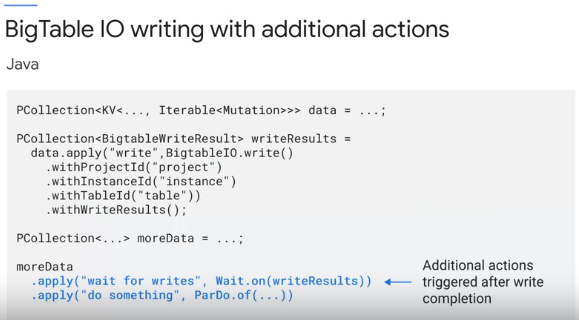 BigTable IO writing with additional actions
Java
PCollection<KV<..., Iterable<Mutation>>> data = ...;
PCollection<BigtableWriteResult> writeResults =
data.apply("write",BigtableIO.write()
.withProjectId("project")
.withInstanceId("instance")
.withTableId("table"))
.withWriteResults();
PCollection<...> moreData = ...;
moreData
.apply("wait for writes", Wait.on(writeResults))
.apply("do something", ParDo.of(...))
Additional actions
triggered after write
completion